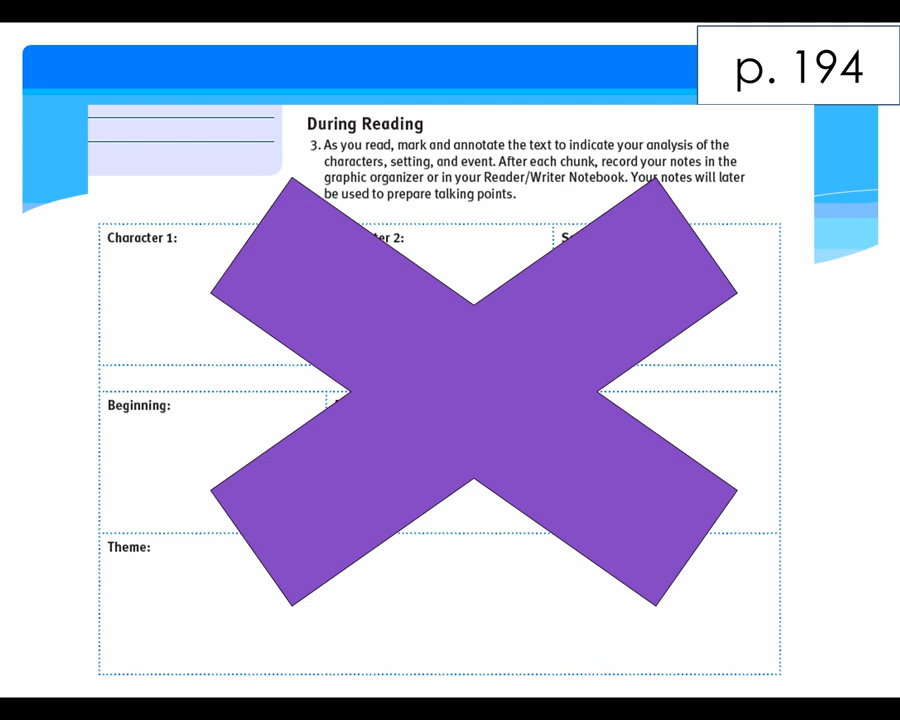 p. 194
During Reading
3. As you read, mark and annotate the text to indicate your analysis of the
characters, setting, and event. After each chunk, record your notes in the
graphic organizer or in your Reader/Writer Notebook. Your notes will later
be used to prepare talking points.
Character 1:
2:
Beginning:
Theme: